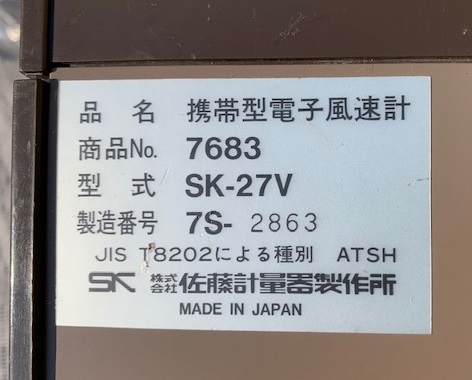 品名 携帯型電子風速計
商品No. 7683
型式 SK-27V
製造番号 7S- 2863
JIS T8202による種別 ATSH
SK 株式会社 佐藤計量器製作所
MADE IN JAPAN